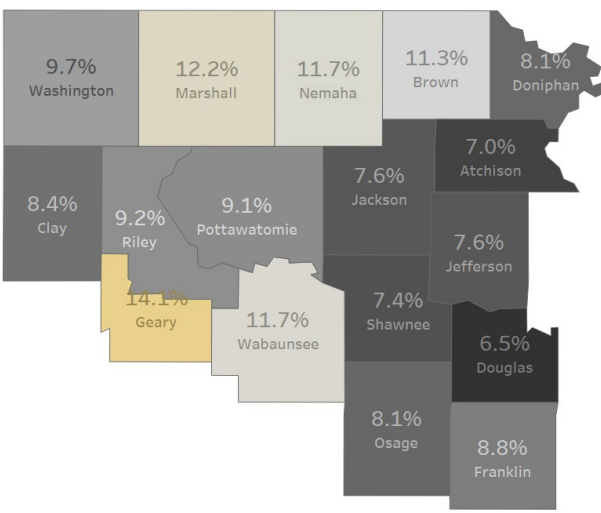 9.7%
Washington
12.2%
Marshall
11.7%
Nemaha
11.3%
Brown
8.1%
Doniphan
8.4%
Clay
9.2%
Riley
9.1%
Pottawatomie
7.6%
Jackson
7.0%
Atchison
7.6%
Jefferson
14.1%
Geary
11.7%
Wabaunsee
7.4%
Shawnee
6.5%
Douglas
8.1%
Osage
8.8%
Franklin